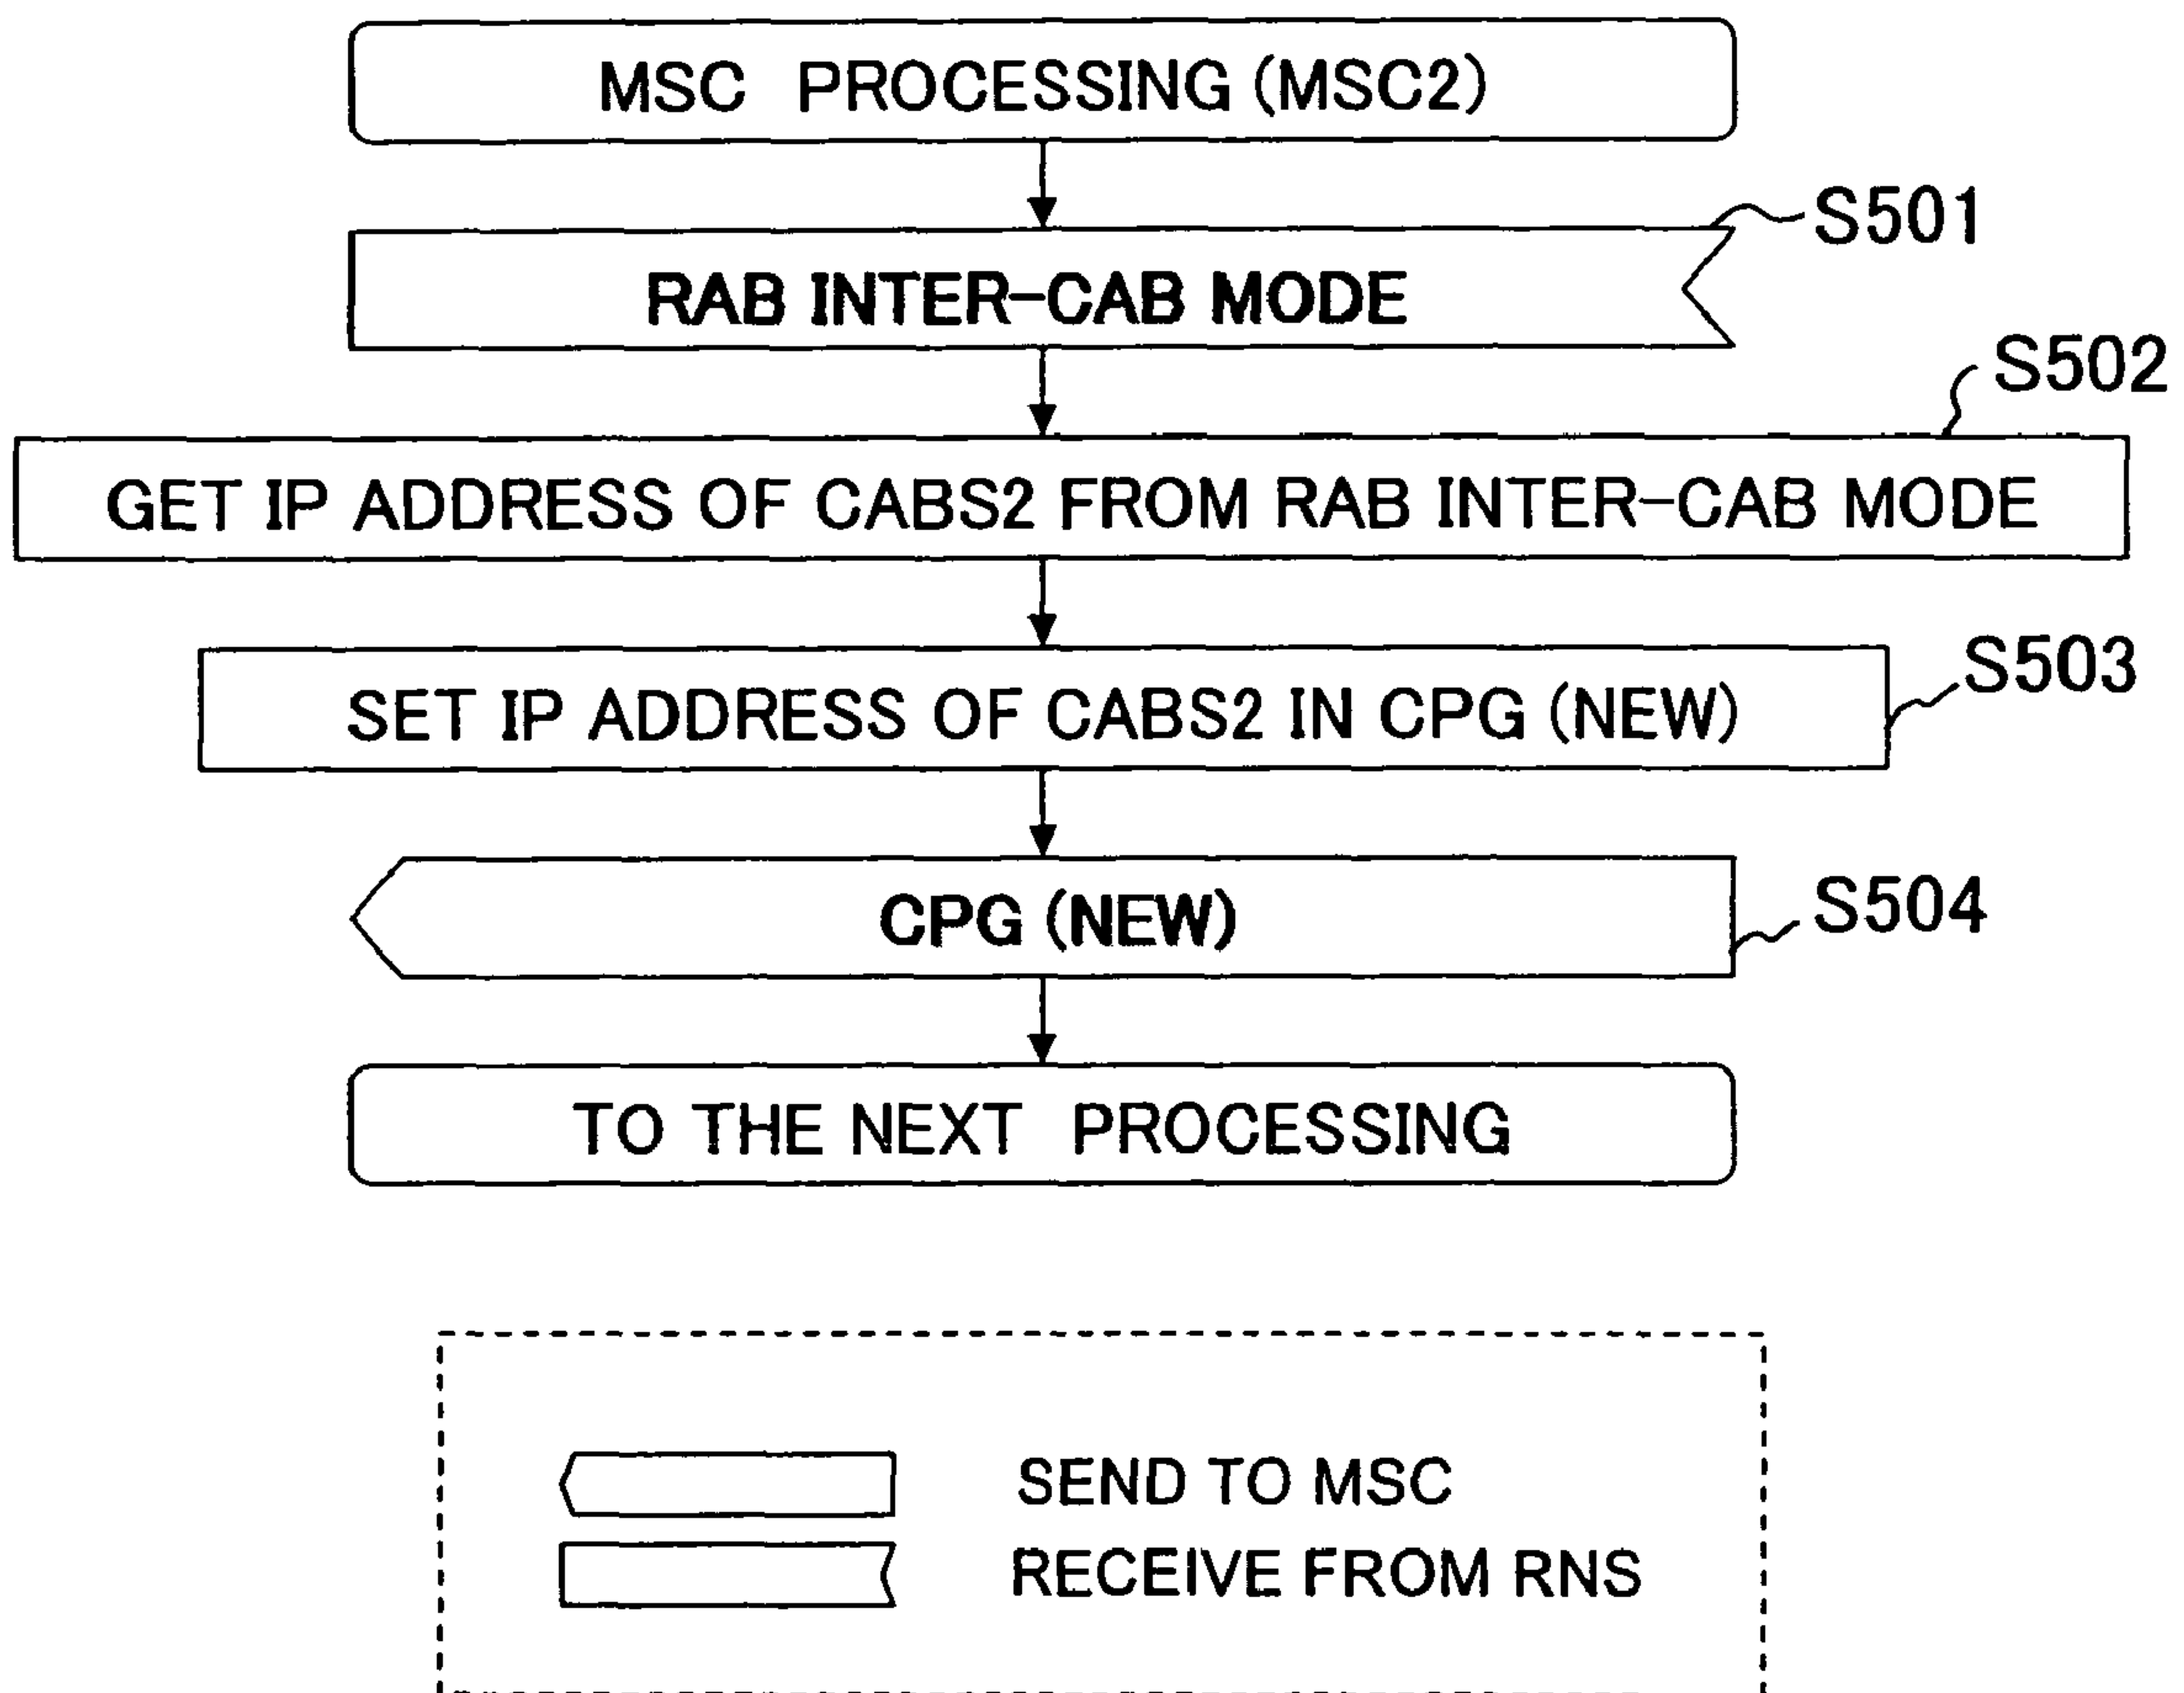 MSC PROCESSING (MSC2)
S501
RAB INTER-CAB MODE
S502
GET IP ADDRESS OF CABS2 FROM RAB INTER-CAB MODE
S503
SET IP ADDRESS OF CABS2 IN CPG (NEW)
S504
CPG (NEW)
TO THE NEXT PROCESSING
SEND TO MSC
RECEIVE FROM RNS